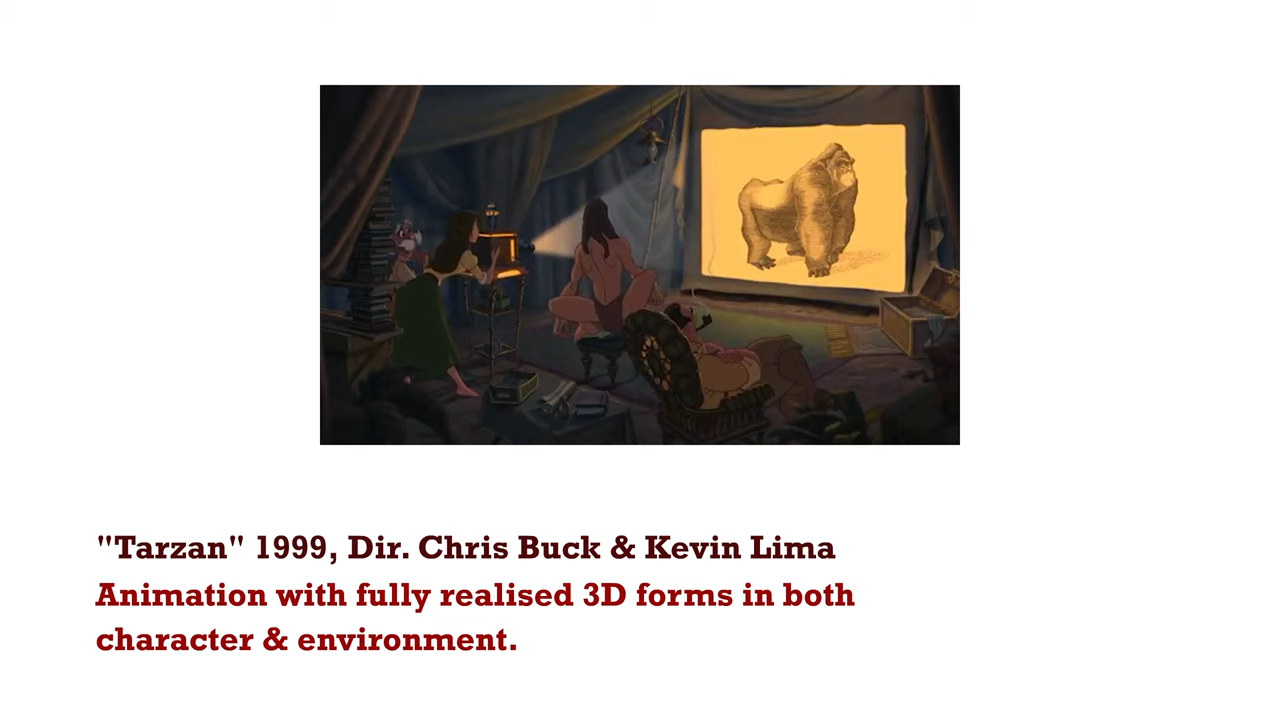 "Tarzan" 1999, Dir. Chris Buck & Kevin Lima
Animation with fully realised 3D forms in both
character & environment.